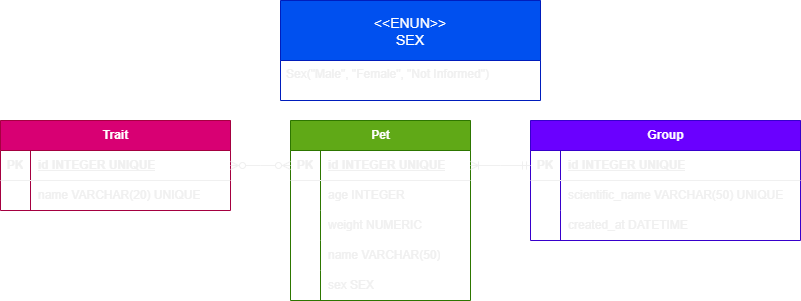 <<ENUN>>
SEX
Sex("Male", "Female", "Not Informed")
Trait
PK id INTEGER UNIQUE
name VARCHAR(20) UNIQUE
Pet
PK id INTEGER UNIQUE
age INTEGER
weight NUMERIC
name VARCHAR(50)
sex SEX
Group
PK id INTEGER UNIQUE
scientific_name VARCHAR(50) UNIQUE
created_at DATETIME